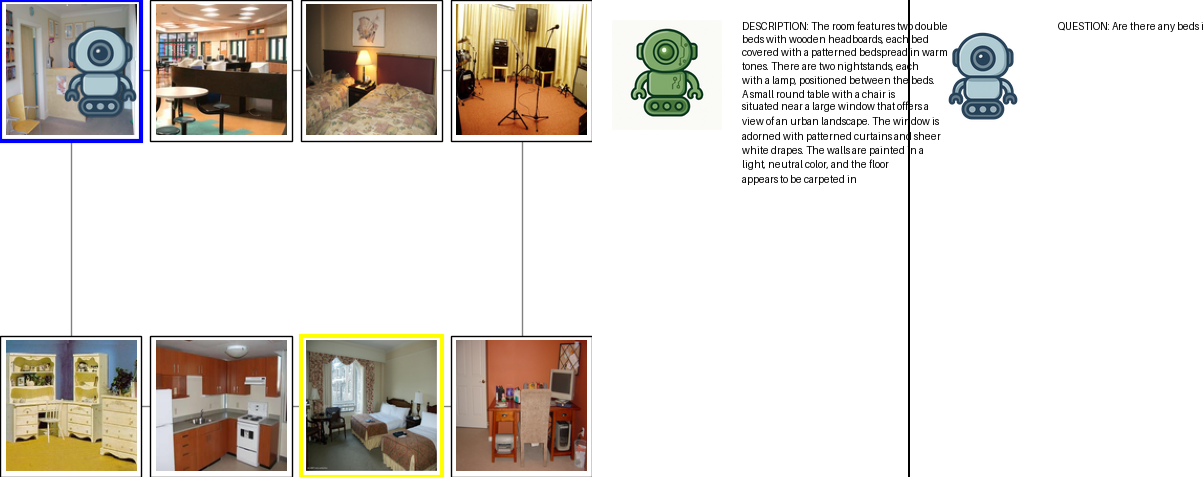 DESCRIPTION: The room features two double
beds with wooden headboards, each bed
covered with a patterned bedspread in warm
tones. There are two nightstands, each
with a lamp, positioned between the beds.
A small round table with a chair is
situated near a large window that offers a
view of an urban landscape. The window is
adorned with patterned curtains and sheer
white drapes. The walls are painted in a
light, neutral color, and the floor
appears to be carpeted in
QUESTION: Are there any beds i